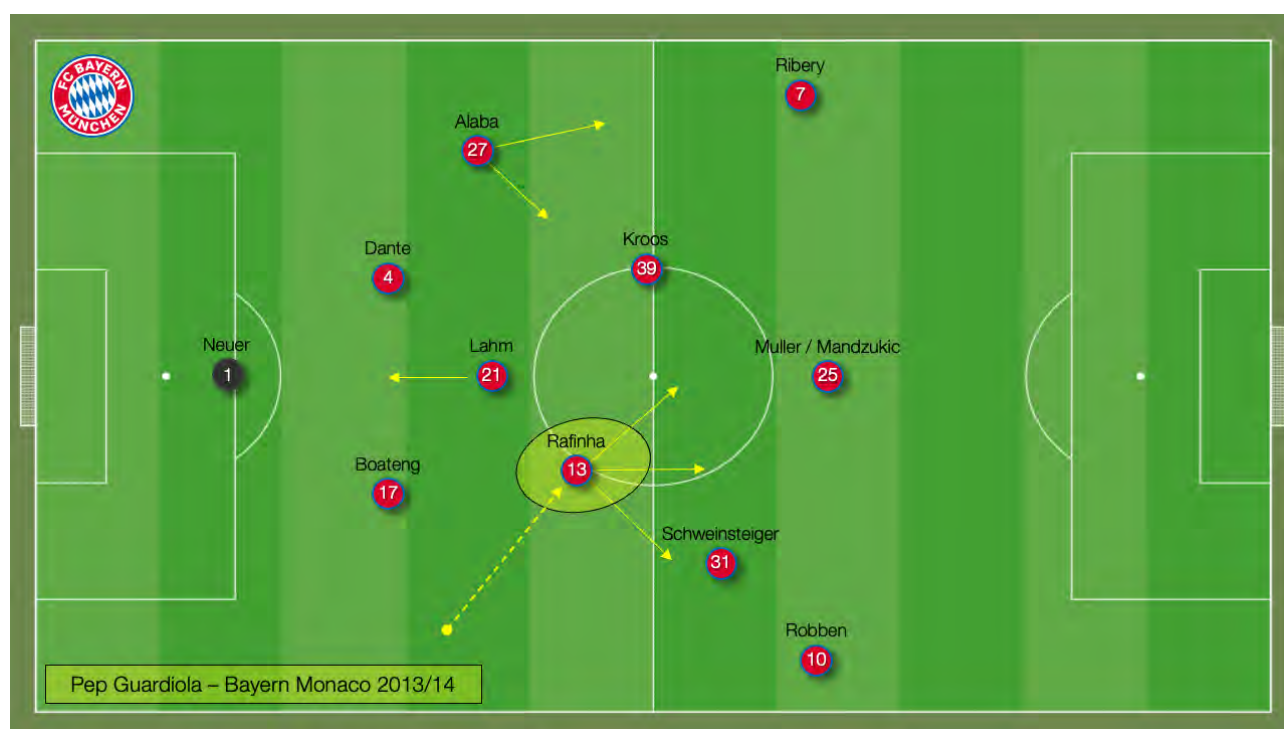 FC BAYERN
MÜNCHEN
Ribery
7
Alaba
27
Kroos
39
Dante
4
Neuer
1
Lahm
21
Muller / Mandzukic
25
Rafinha
13
Boateng
17
Schweinsteiger
31
Robben
10
Pep Guardiola – Bayern Monaco 2013/14